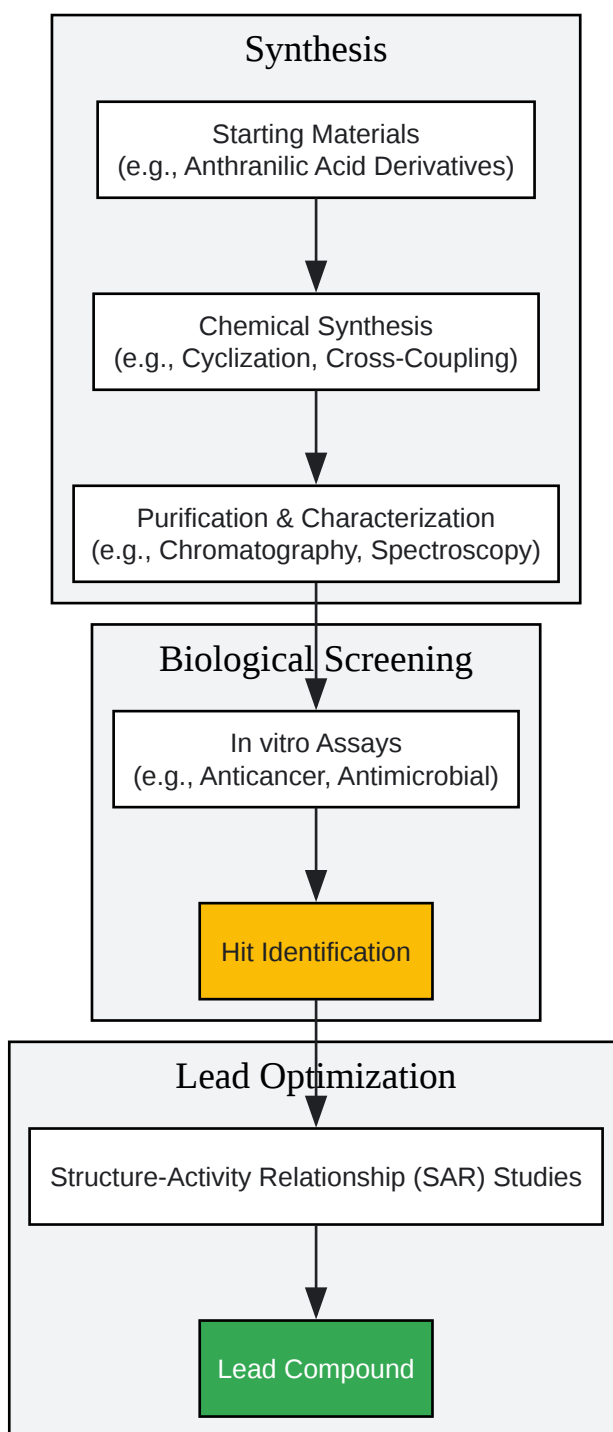 Synthesis
Starting Materials
(e.g., Anthranilic Acid Derivatives)
Chemical Synthesis
(e.g., Cyclization, Cross-Coupling)
Purification & Characterization
(e.g., Chromatography, Spectroscopy)
Biological Screening
In vitro Assays
(e.g., Anticancer, Antimicrobial)
Hit Identification
Lead Optimization
Structure-Activity Relationship (SAR) Studies
Lead Compound